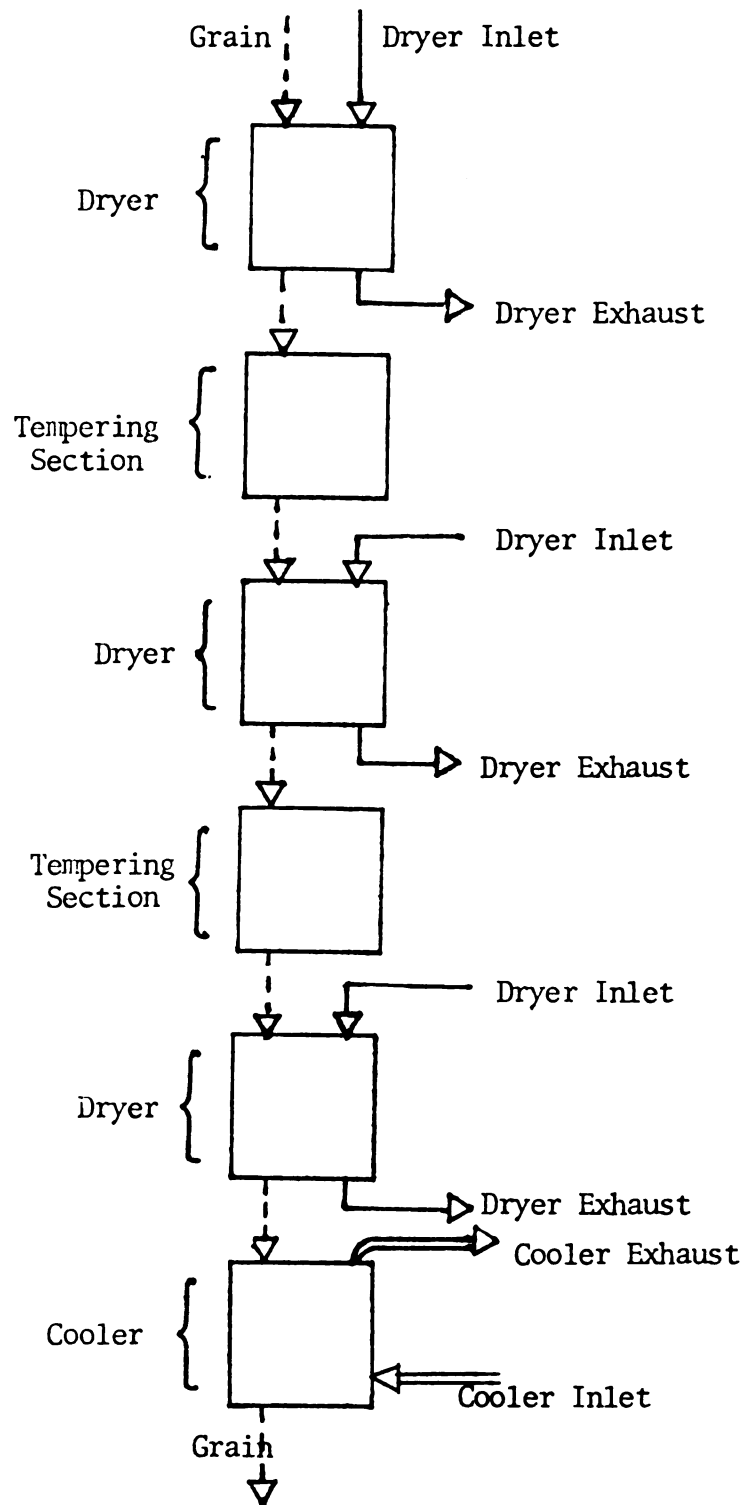 Grain
Dryer Inlet
Dryer
Dryer Exhaust
Tempering
Section
Dryer Inlet
Dryer
Dryer Exhaust
Tempering
Section
Dryer Inlet
Dryer
Dryer Exhaust
Cooler Exhaust
Cooler
Cooler Inlet
Grain